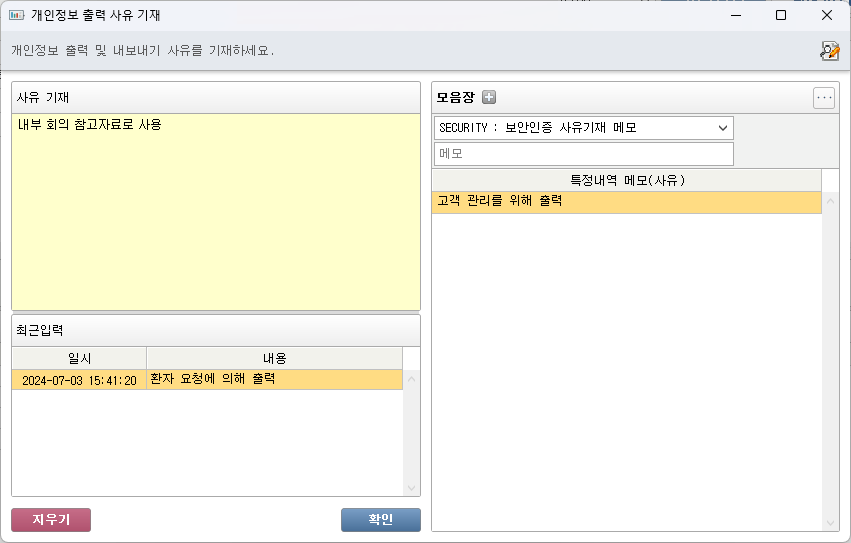 개인정보 출력 사유 기재
개인정보 출력 및 내보내기 사유를 기재하세요.
사유 기재
내부 회의 참고자료로 사용
최근입력
일시 내용
2024-07-03 15:41:20 환자 요청에 의해 출력
지우기 확인
모음장
SECURITY : 보안인증 사유기재 메모
메모
특정내역 메모(사유)
고객 관리를 위해 출력